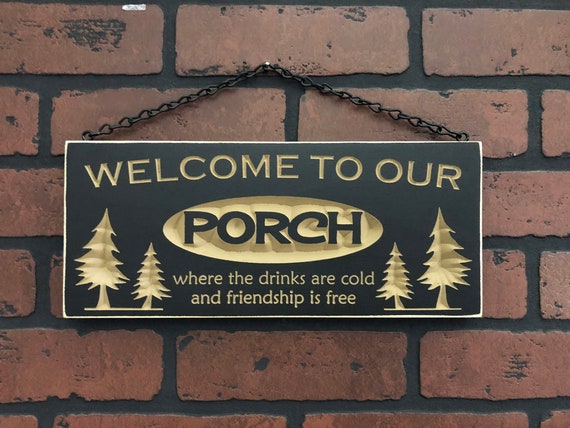 WELCOME TO OUR
PORCH
where the drinks are cold
and friendship is free